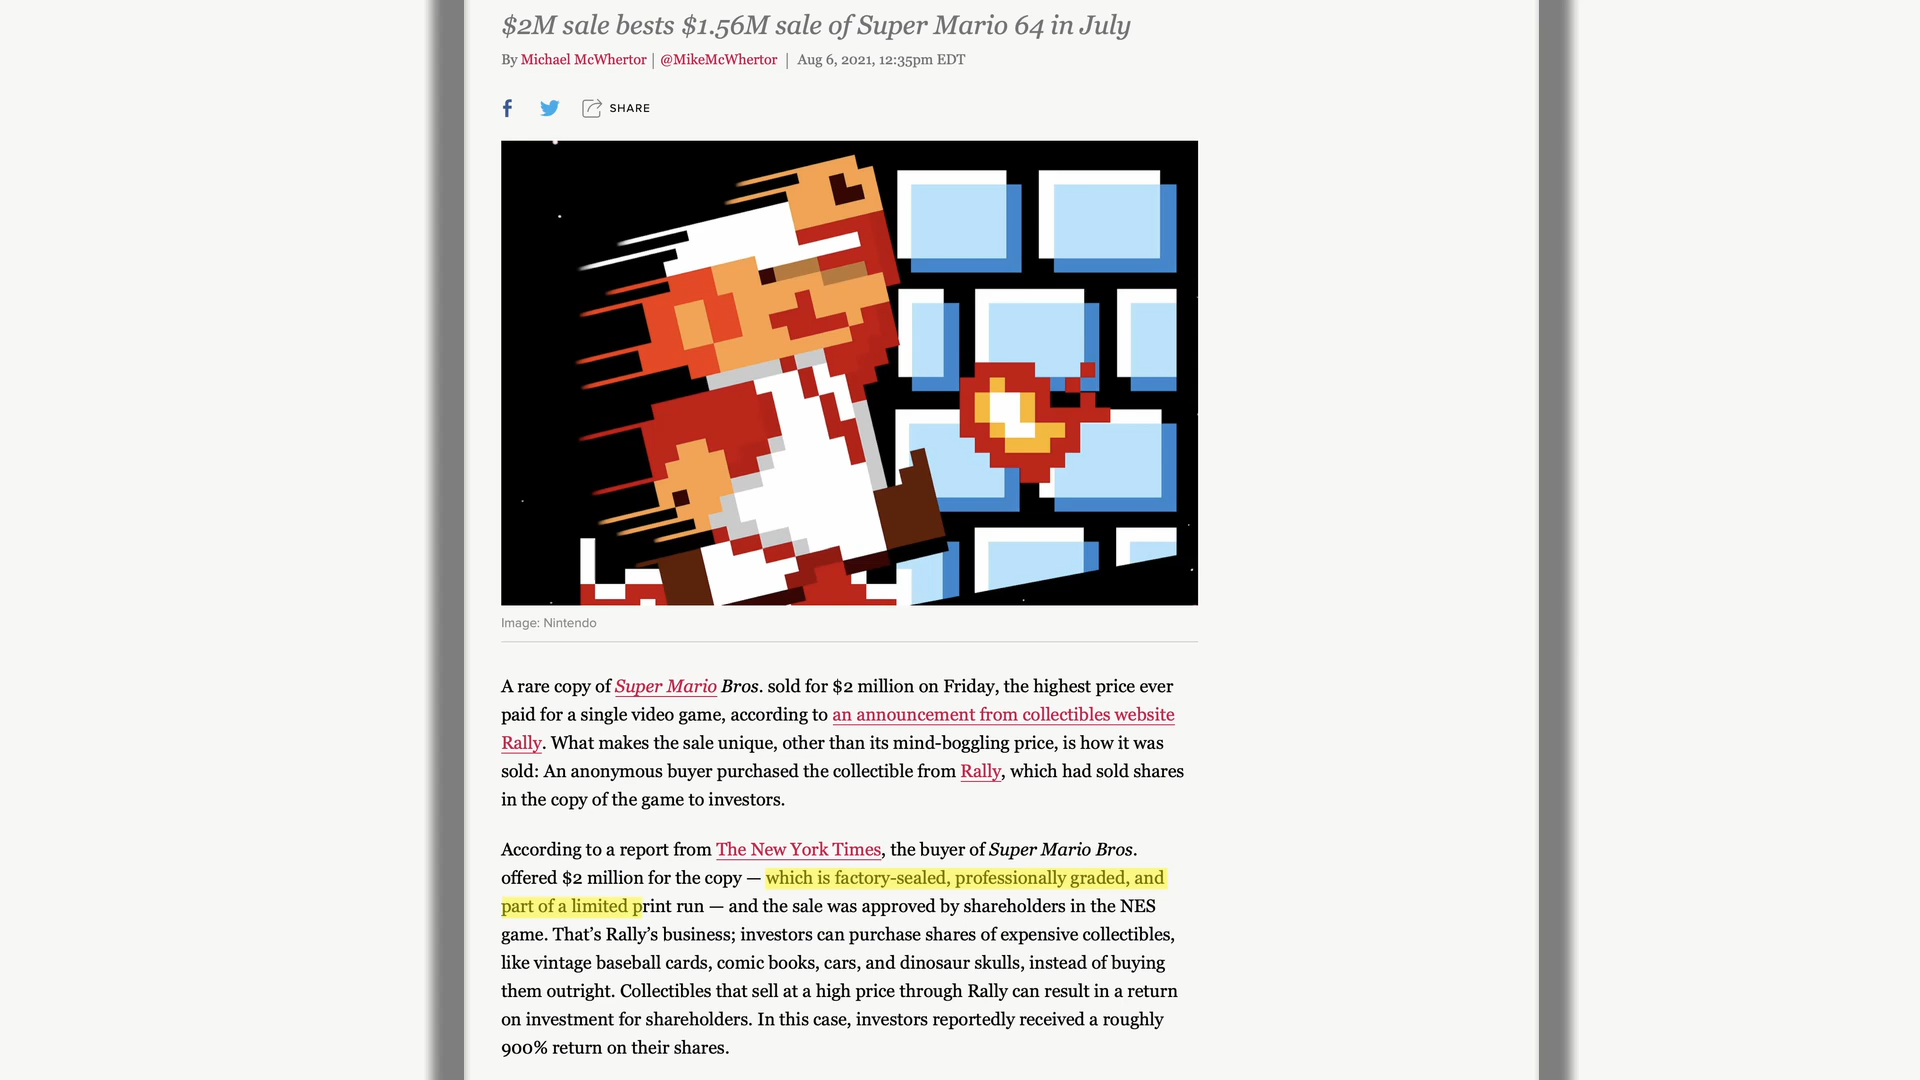 $2M sale bests $1.56M sale of Super Mario 64 in July
By Michael McWhertor | @MikeMcWhertor | Aug 6, 2021, 12:35pm EDT
SHARE
Image: Nintendo
A rare copy of Super Mario Bros. sold for $2 million on Friday, the highest price ever
paid for a single video game, according to an announcement from collectibles website
Rally. What makes the sale unique, other than its mind-boggling price, is how it was
sold: An anonymous buyer purchased the collectible from Rally, which had sold shares
in the copy of the game to investors.
According to a report from The New York Times, the buyer of Super Mario Bros.
offered $2 million for the copy — which is factory-sealed, professionally graded, and
part of a limited print run — and the sale was approved by shareholders in the NES
game. That’s Rally’s business; investors can purchase shares of expensive collectibles,
like vintage baseball cards, comic books, cars, and dinosaur skulls, instead of buying
them outright. Collectibles that sell at a high price through Rally can result in a return
on investment for shareholders. In this case, investors reportedly received a roughly
900% return on their shares.